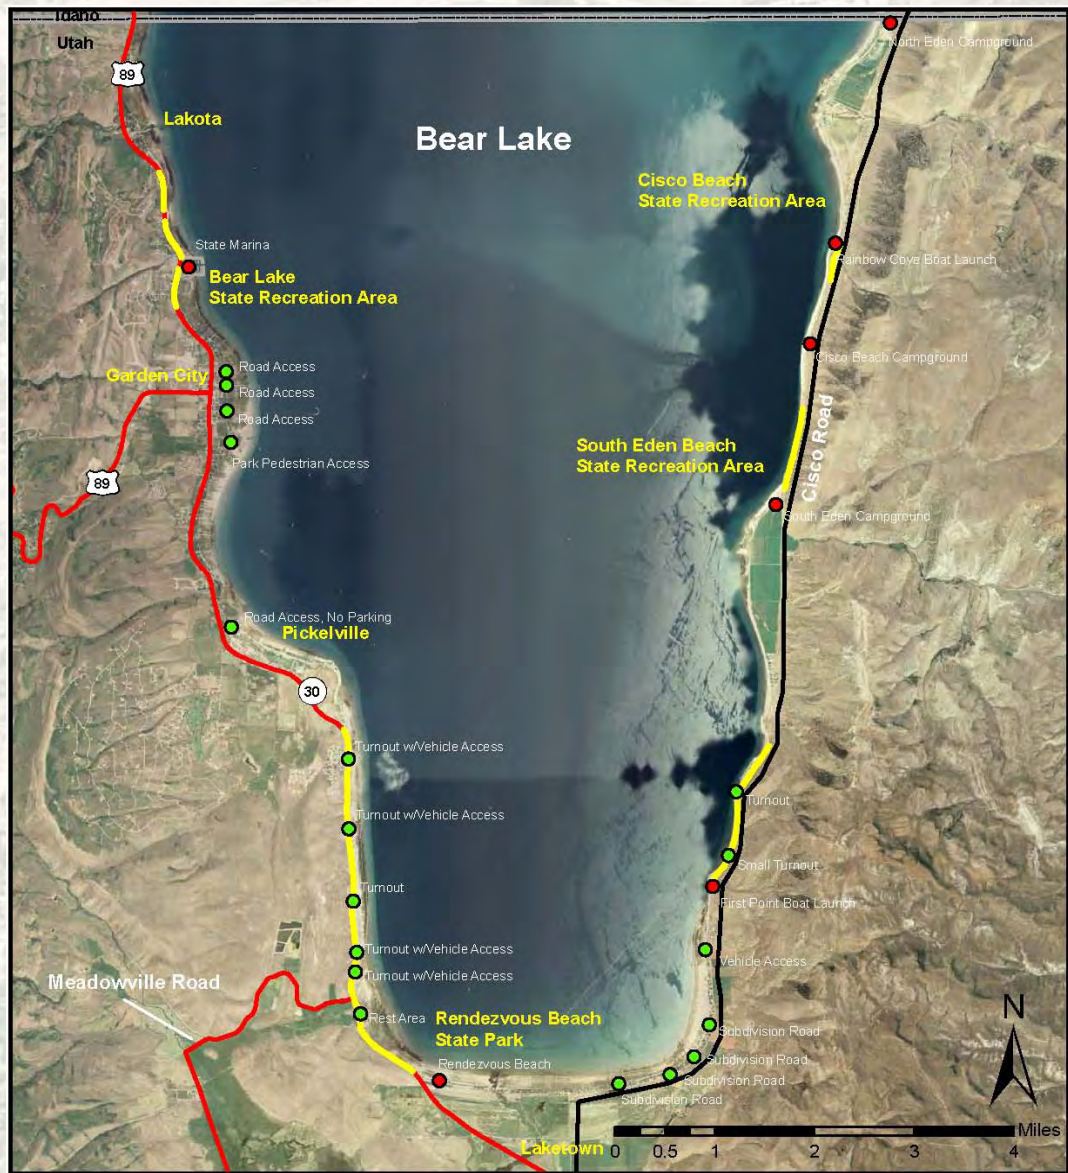 Idaho
Utah
89
Lakota
Bear Lake
North Eden Campground
Cisco Beach
State Recreation Area
State Marina
Rainbow Cove Boat Launch
Bear Lake
State Recreation Area
Cisco Beach Campground
Road Access
Garden City
Road Access
Road Access
Cisco Road
South Eden Beach
State Recreation Area
Park Pedestrian Access
89
South Eden Campground
Road Access, No Parking
Pickelville
30
Turnout w/Vehicle Access
Turnout
Turnout w/Vehicle Access
Small Turnout
Turnout
First Point Boat Launch
Turnout w/Vehicle Access
Vehicle Access
Turnout w/Vehicle Access
Meadowville Road
Rest Area
Rendezvous Beach
State Park
N
Subdivision Road
Rendezvous Beach
Subdivision Road
Subdivision Road
Subdivision Road
Laketown
Miles
0 0.5 1 2 3 4